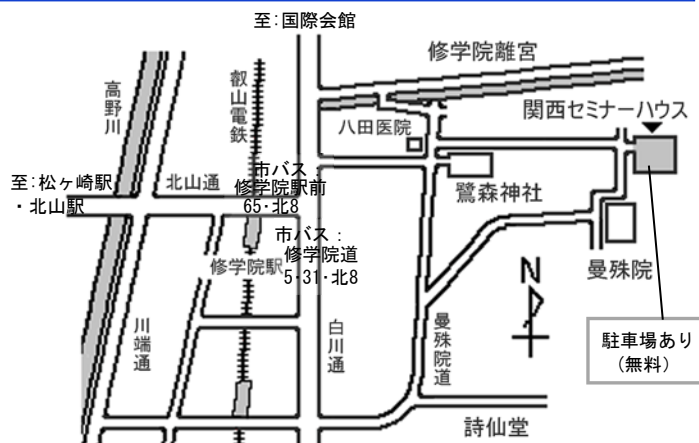 至:国際会館
修学院離宮
高野川
叡山電鉄
関西セミナーハウス
八田医院
至:松ヶ崎駅
・北山駅
北山通
市バス:
修学院駅前
65・北8
鷺森神社
市バス:
修学院道
5・31・北8
修学院駅
曼殊院
N
川端通
白川通
曼殊院道
駐車場あり
(無料)
詩仙堂